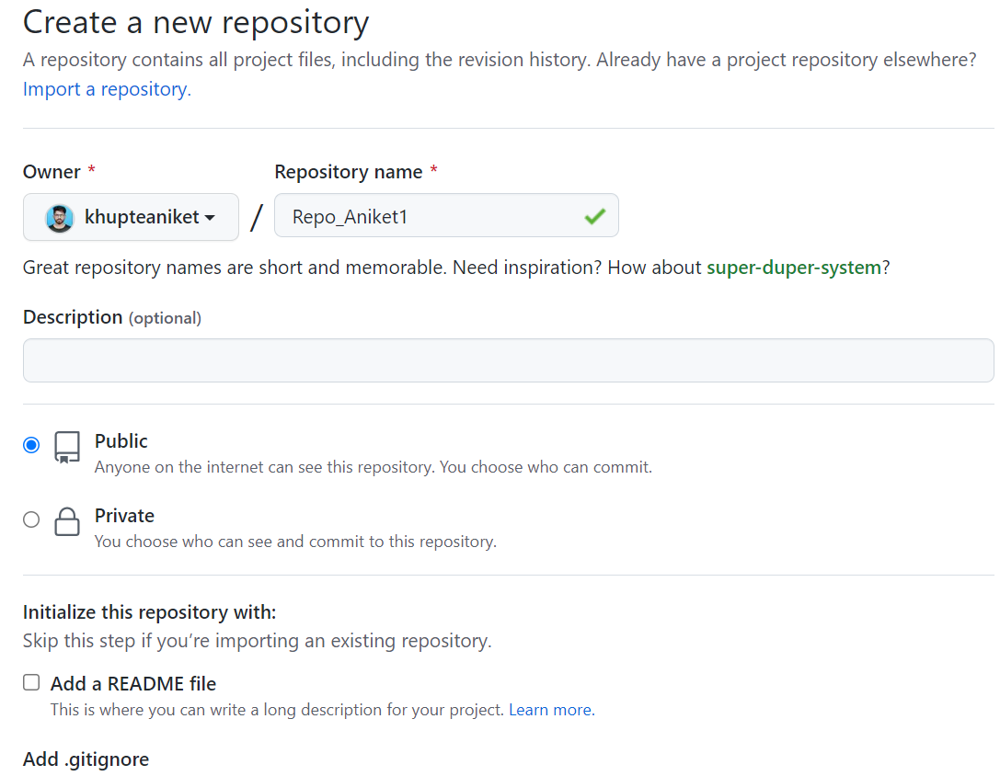 Create a new repository
A repository contains all project files, including the revision history. Already have a project repository elsewhere?
Import a repository.
Owner * Repository name *
khupteaniket / Repo_Aniket1
Great repository names are short and memorable. Need inspiration? How about super-duper-system?
Description (optional)
Public
Anyone on the internet can see this repository. You choose who can commit.
Private
You choose who can see and commit to this repository.
Initialize this repository with:
Skip this step if you’re importing an existing repository.
Add a README file
This is where you can write a long description for your project. Learn more.
Add .gitignore